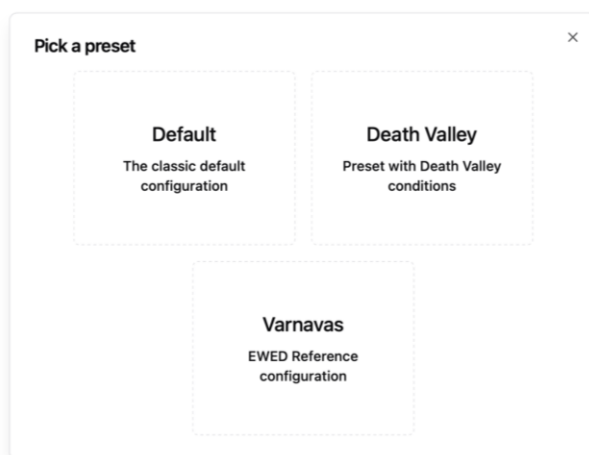 Pick a preset
Default
The classic default
configuration
Death Valley
Preset with Death Valley
conditions
Varnavas
EWED Reference
configuration